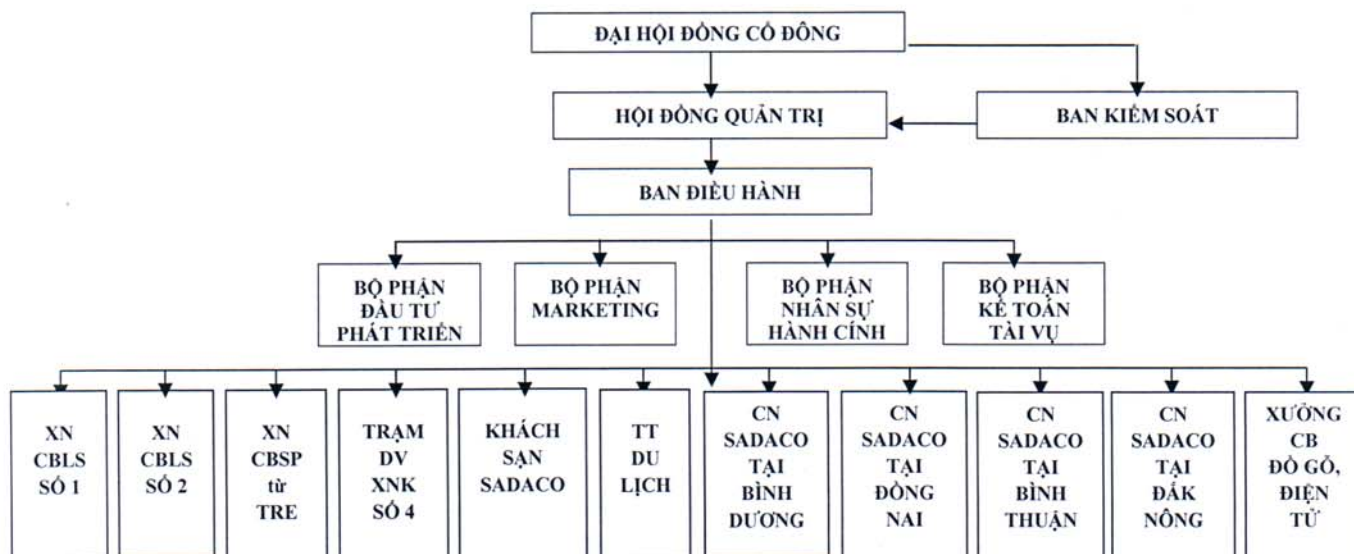 ĐẠI HỘI ĐỒNG CỔ ĐÔNG
HỘI ĐỒNG QUẢN TRỊ
BAN KIỂM SOÁT
BAN ĐIỀU HÀNH
BỘ PHẬN
ĐẦU TƯ
PHÁT TRIỂN
BỘ PHẬN
MARKETING
BỘ PHẬN
NHÂN SỰ
HÀNH CÍNH
BỘ PHẬN
KẾ TOÁN
TÀI VỤ
XN
CBLS
SỐ 1
XN
CBLS
SỐ 2
XN
CBSP
từ
TRE
TRẠM
DV
XNK
SỐ 4
KHÁCH
SẠN
SADACO
TT
DU
LỊCH
CN
SADACO
TẠI
BÌNH
DƯƠNG
CN
SADACO
TẠI
ĐỒNG
NAI
CN
SADACO
TẠI
BÌNH
THUẬN
CN
SADACO
TẠI
ĐẮK
NÔNG
XƯỞNG
CB
ĐỒ GỖ,
ĐIỆN
TỬ